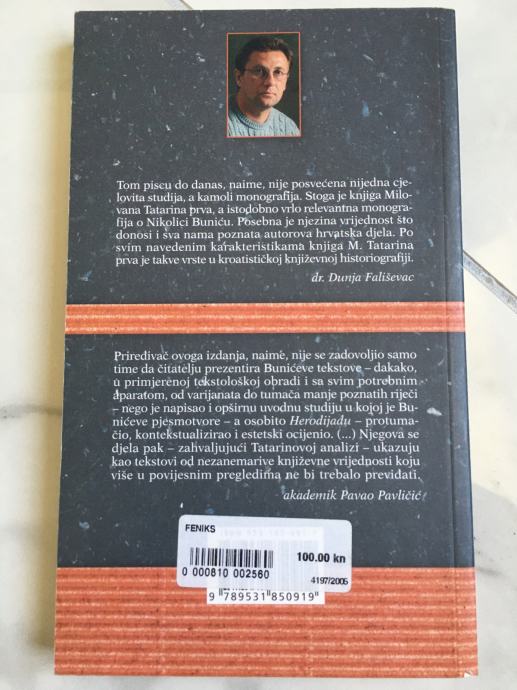 Tom piscu do danas, naime, nije posvećena nijedna cje-
lovita studija, a kamoli monografija. Stoga je knjiga Milo-
vana Tatarina prva, a istodobno vrlo relevantna monogra-
fija o Nikolici Buniću. Posebna je njezina vrijednost što
donosi i sva nama poznata autorova hrvatska djela. Po
svim navedenim karakteristikama knjiga M. Tatarina
prva je takve vrste u kroatističkoj književnoj historiografiji.
dr. Dunja Fališevac
Priređivač ovoga izdanja, naime, nije se zadovoljio samo
time da čitatelju prezentira Bunićeve tekstove – dakako,
u primjerenoj tekstološkoj obradi i sa svim potrebnim
aparatom, od varijanata do tumača manje poznatih riječi
– nego je napisao i opširnu uvodnu studiju u kojoj je Bu-
nićeve pjesmotvore – a osobito Herodijadu – protuma-
čio, kontekstualizirao i estetski ocijenio. (...) Njegova se
djela pak – zahvaljujući Tatarinovoj analizi – ukazuju
kao tekstovi od nezanemarive književne vrijednosti koju
više u povijesnim pregledima ne bi trebalo previdati.
akademik Pavao Pavličić
FENIKS
100.00 kn
0 000810 002560
4197/2005
9 789531 850919